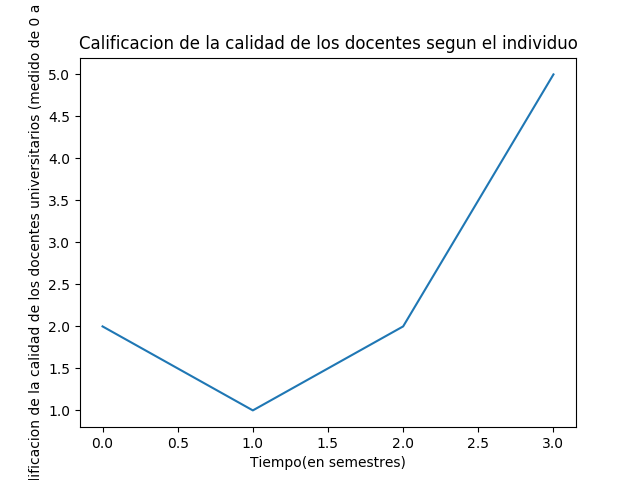 Calificacion de la calidad de los docentes segun el individuo
lificacion de la calidad de los docentes universitarios (medido de 0 a
5.0
4.5
4.0
3.5
3.0
2.5
2.0
1.5
1.0
0.0 0.5 1.0 1.5 2.0 2.5 3.0
Tiempo(en semestres)